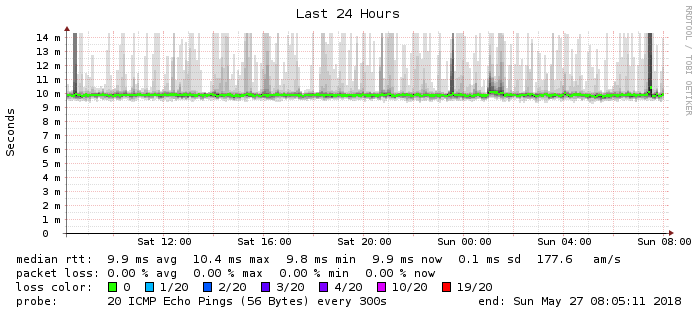 Last 24 Hours
RRDTOOL / TOBI OETIKER
Seconds
14 m
13 m
12 m
11 m
10 m
9 m
8 m
7 m
6 m
5 m
4 m
3 m
2 m
1 m
0
Sat 12:00 Sat 16:00 Sat 20:00 Sun 00:00 Sun 04:00 Sun 08:00
median rtt: 9.9 ms avg 10.4 ms max 9.8 ms min 9.9 ms now 0.1 ms sd 177.6 am/s
packet loss: 0.00 % avg 0.00 % max 0.00 % min 0.00 % now
loss color: 0 1/20 2/20 3/20 4/20 10/20 19/20
probe: 20 ICMP Echo Pings (56 Bytes) every 300s end: Sun May 27 08:05:11 2018